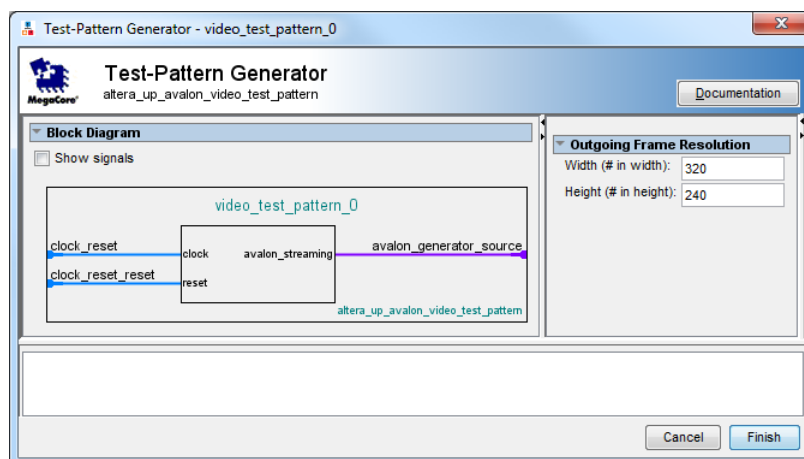 Test-Pattern Generator - video_test_pattern_0
Test-Pattern Generator
altera_up_avalon_video_test_pattern
MegaCore®
Documentation
Block Diagram
Show signals
video_test_pattern_0
clock_reset
clock
avalon_streaming
avalon_generator_source
clock_reset_reset
reset
altera_up_avalon_video_test_pattern
Outgoing Frame Resolution
Width (# in width): 320
Height (# in height): 240
Cancel
Finish